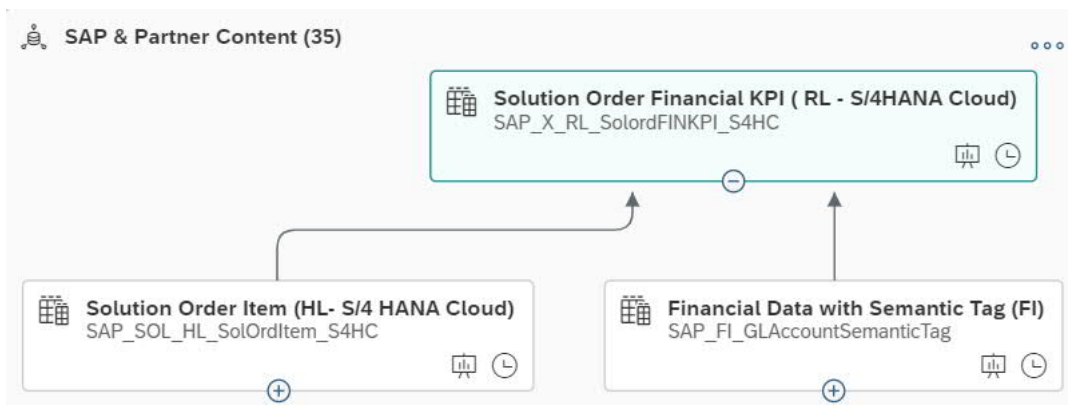 SAP & Partner Content (35)
Solution Order Financial KPI ( RL - S/4HANA Cloud)
SAP_X_RL_SolordFINKPI_S4HC
Solution Order Item (HL- S/4 HANA Cloud)
SAP_SOL_HL_SolOrdItem_S4HC
Financial Data with Semantic Tag (FI)
SAP_FI_GLAccountSemanticTag